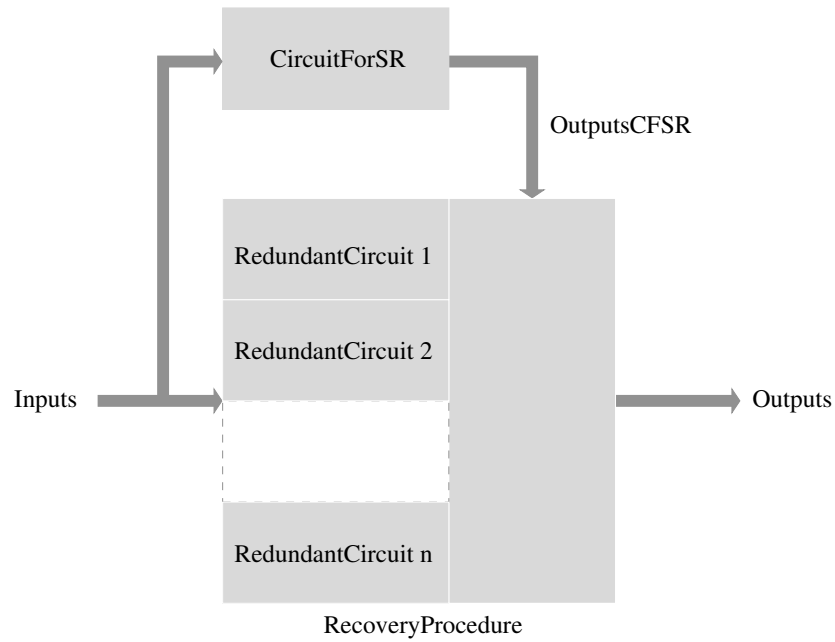 CircuitForSR
OutputsCFSR
RedundantCircuit 1
RedundantCircuit 2
Inputs
Outputs
RedundantCircuit n
RecoveryProcedure